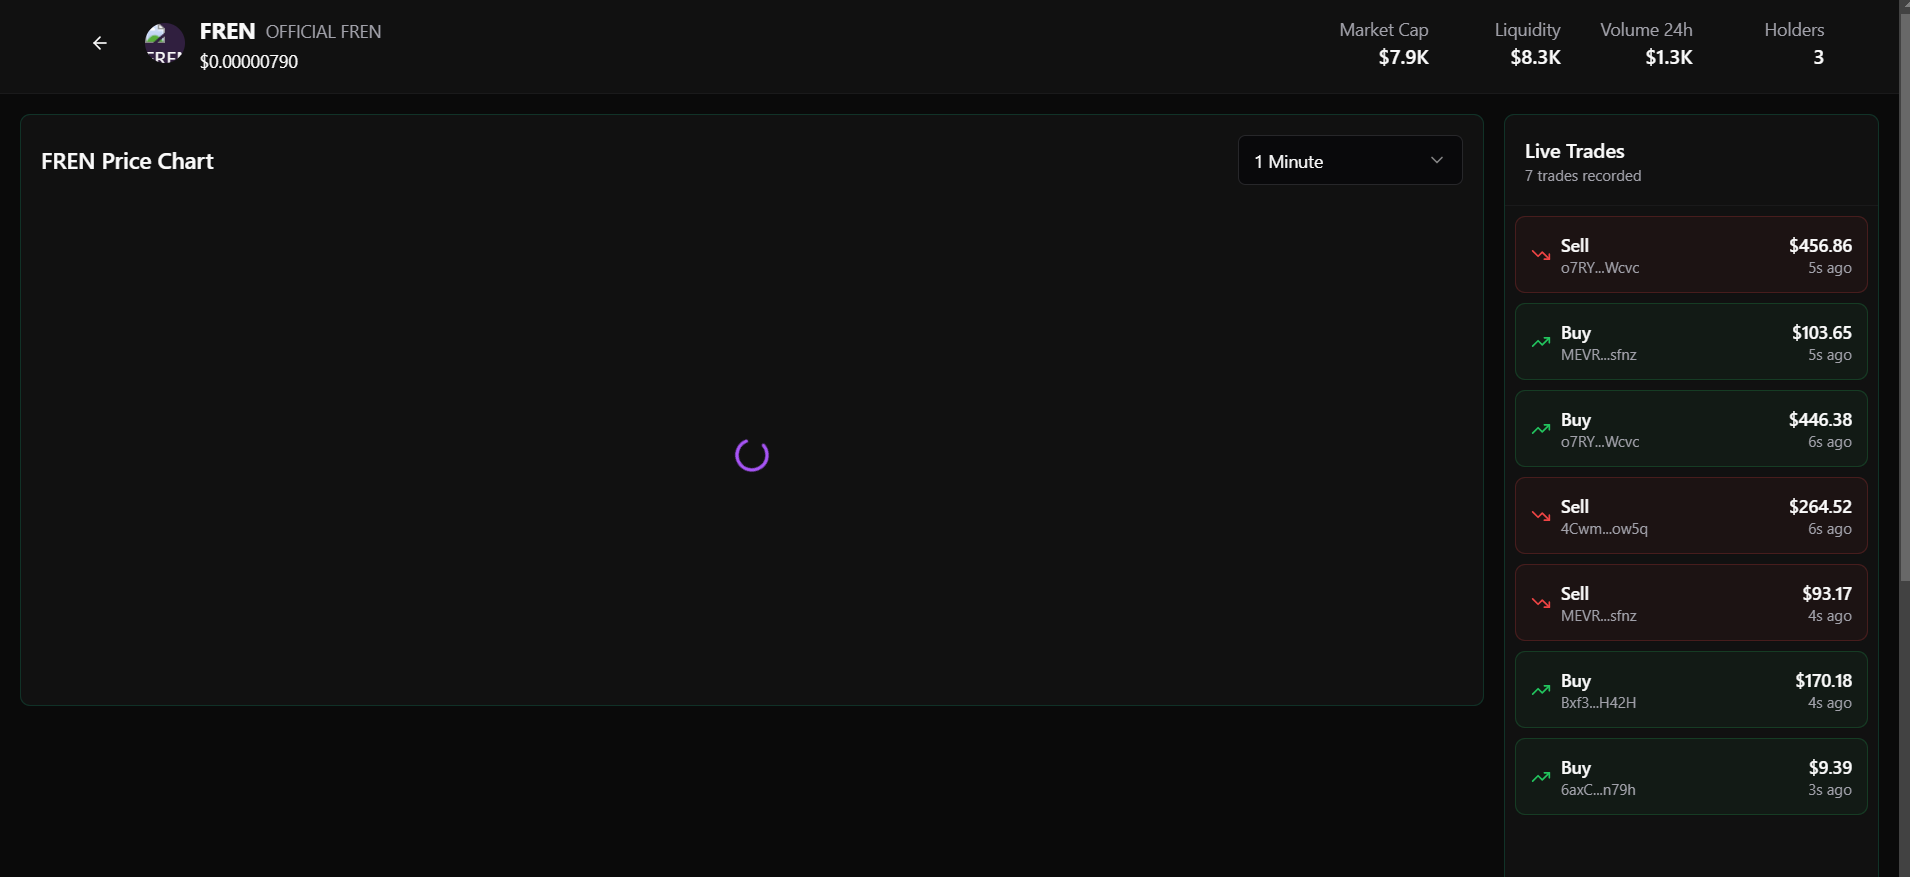 FREN OFFICIAL FREN
$0.00000790
FREN
Market Cap
$7.9K
Liquidity
$8.3K
Volume 24h
$1.3K
Holders
3
FREN Price Chart
1 Minute
Live Trades
7 trades recorded
Sell $456.86
o7RY...Wcvc 5s ago
Buy $103.65
MEVR...sfnz 5s ago
Buy $446.38
o7RY...Wcvc 6s ago
Sell $264.52
4Cwm...ow5q 6s ago
Sell $93.17
MEVR...sfnz 4s ago
Buy $170.18
Bxf3...H42H 4s ago
Buy $9.39
6axC...n79h 3s ago